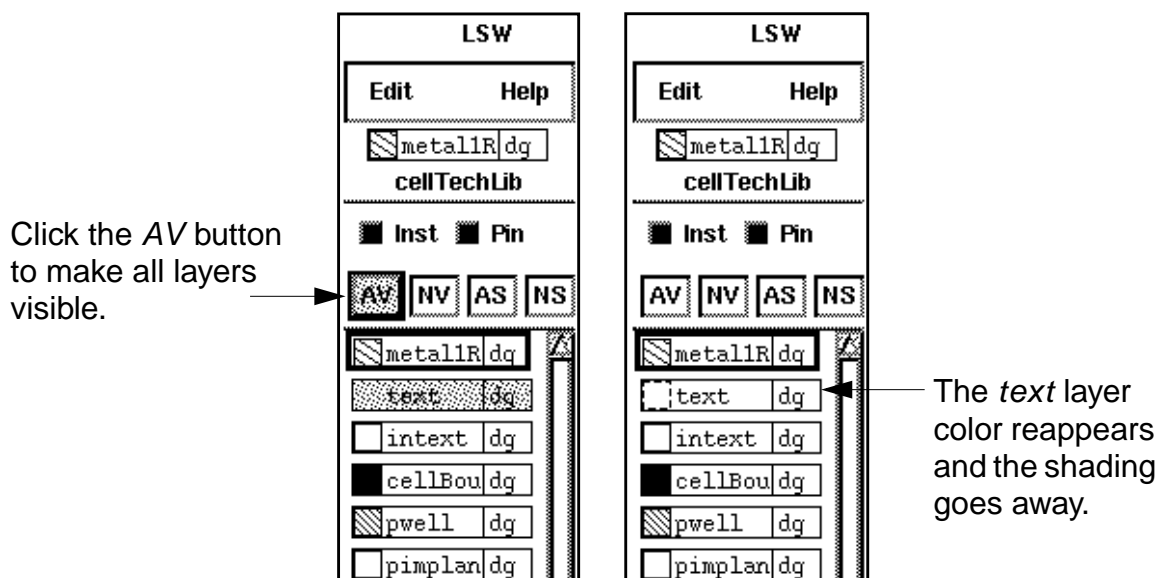 LSW
Edit Help
metal1R dg
cellTechLib
Inst Pin
AV NV AS NS
metal1R dg
text dg
intext dg
cellBou dg
pwell dg
pimplan dg
Click the AV button
to make all layers
visible.
LSW
Edit Help
metal1R dg
cellTechLib
Inst Pin
AV NV AS NS
metal1R dg
text dg
intext dg
cellBou dg
pwell dg
pimplan dg
The text layer
color reappears
and the shading
goes away.